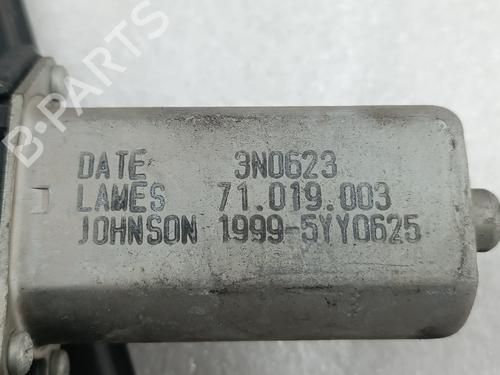 B-PARTS
DATE 3N0623
LAMES 71.019.003
JOHNSON 1999-5YY0625